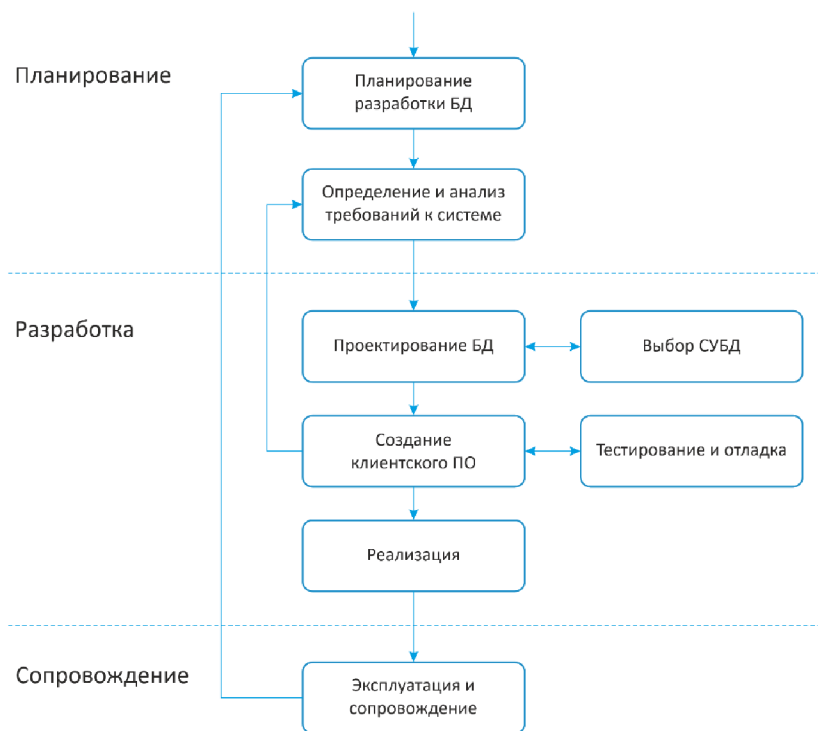 Планирование
Планирование
разработки БД
Определение и анализ
требований к системе
Разработка
Проектирование БД
Выбор СУБД
Создание
клиентского ПО
Тестирование и отладка
Реализация
Сопровождение
Эксплуатация и
сопровождение